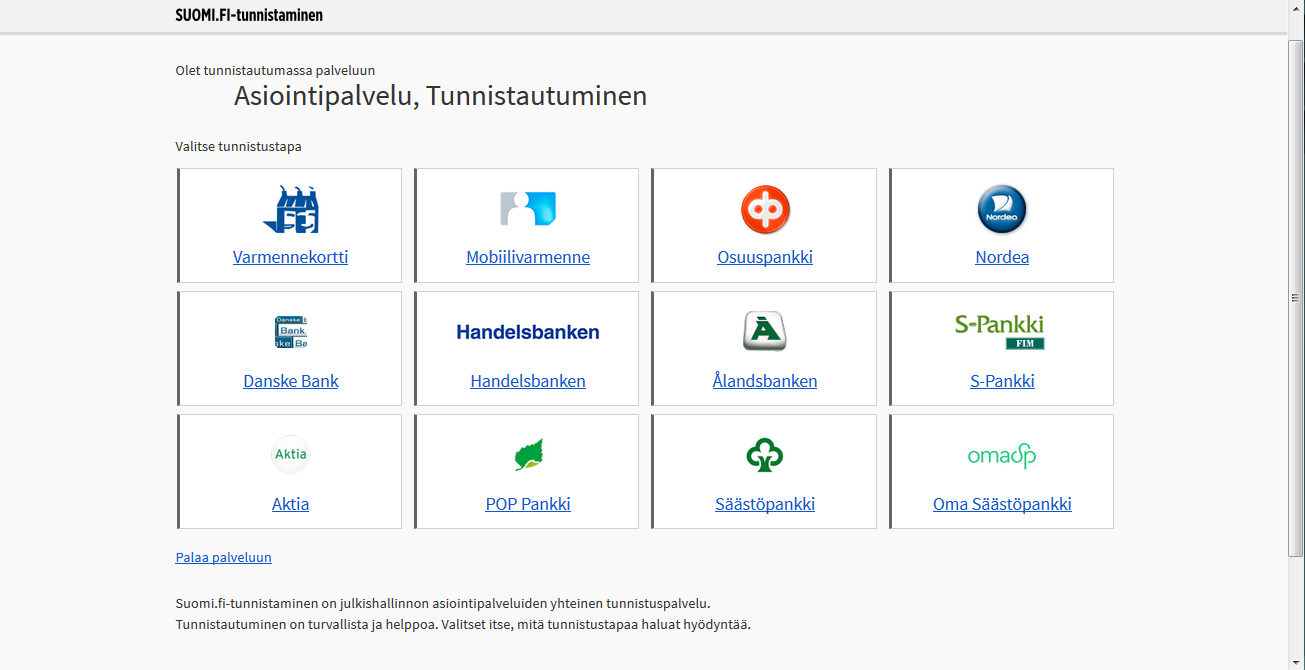 SUOMI.FI-tunnistaminen
Olet tunnistautumassa palveluun
Asiointipalvelu, Tunnistautuminen
Valitse tunnistustapa
Nordea
Varmennekortti
Mobiilivarmenne
Osuuspankki
Nordea
Danske
Bank
ske Ba
Handelsbanken
S-Pankki
FIM
Danske Bank
Handelsbanken
Ålandsbanken
S-Pankki
Aktia
omasp
Aktia
POP Pankki
Säästöpankki
Oma Säästöpankki
Palaa palveluun
Suomi.fi-tunnistaminen on julkishallinnon asiointipalveluiden yhteinen tunnistuspalvelu.
Tunnistautuminen on turvallista ja helppoa. Valitset itse, mitä tunnistustapaa haluat hyödyntää.